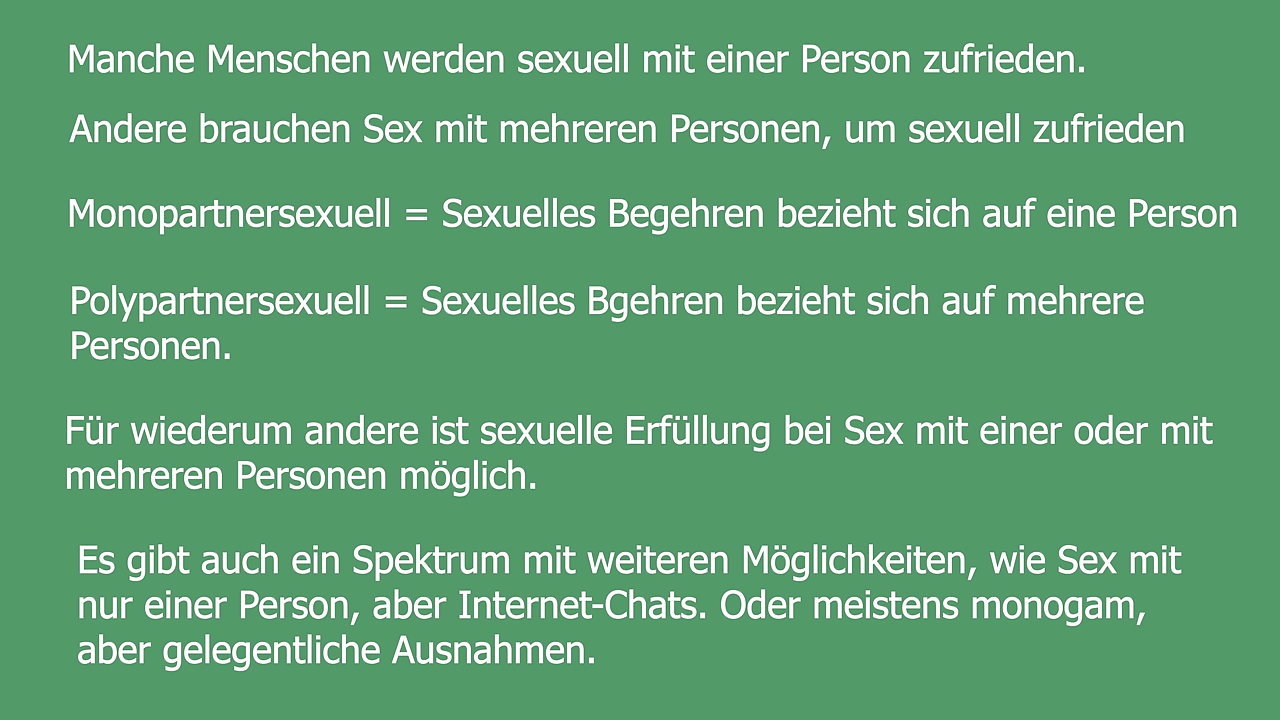 Manche Menschen werden sexuell mit einer Person zufrieden.
Andere brauchen Sex mit mehreren Personen, um sexuell zufrieden
Monopartnersexuell = Sexuelles Begehren bezieht sich auf eine Person
Polypartnersexuell = Sexuelles Bgehren bezieht sich auf mehrere
Personen.
Für wiederum andere ist sexuelle Erfüllung bei Sex mit einer oder mit
mehreren Personen möglich.
Es gibt auch ein Spektrum mit weiteren Möglichkeiten, wie Sex mit
nur einer Person, aber Internet-Chats. Oder meistens monogam,
aber gelegentliche Ausnahmen.